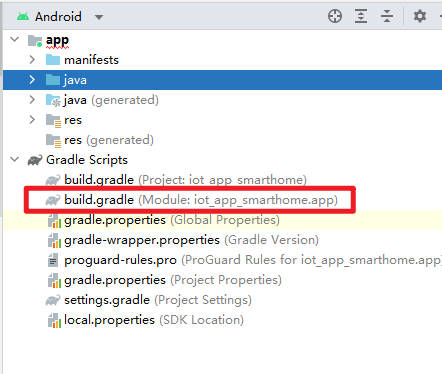 Android
app
manifests
java
java (generated)
res
res (generated)
Gradle Scripts
build.gradle (Project: iot_app_smarthome)
build.gradle (Module: iot_app_smarthome.app)
gradle.properties (Global Properties)
gradle-wrapper.properties (Gradle Version)
proguard-rules.pro (ProGuard Rules for iot_app_smarthome.app)
gradle.properties (Project Properties)
settings.gradle (Project Settings)
local.properties (SDK Location)